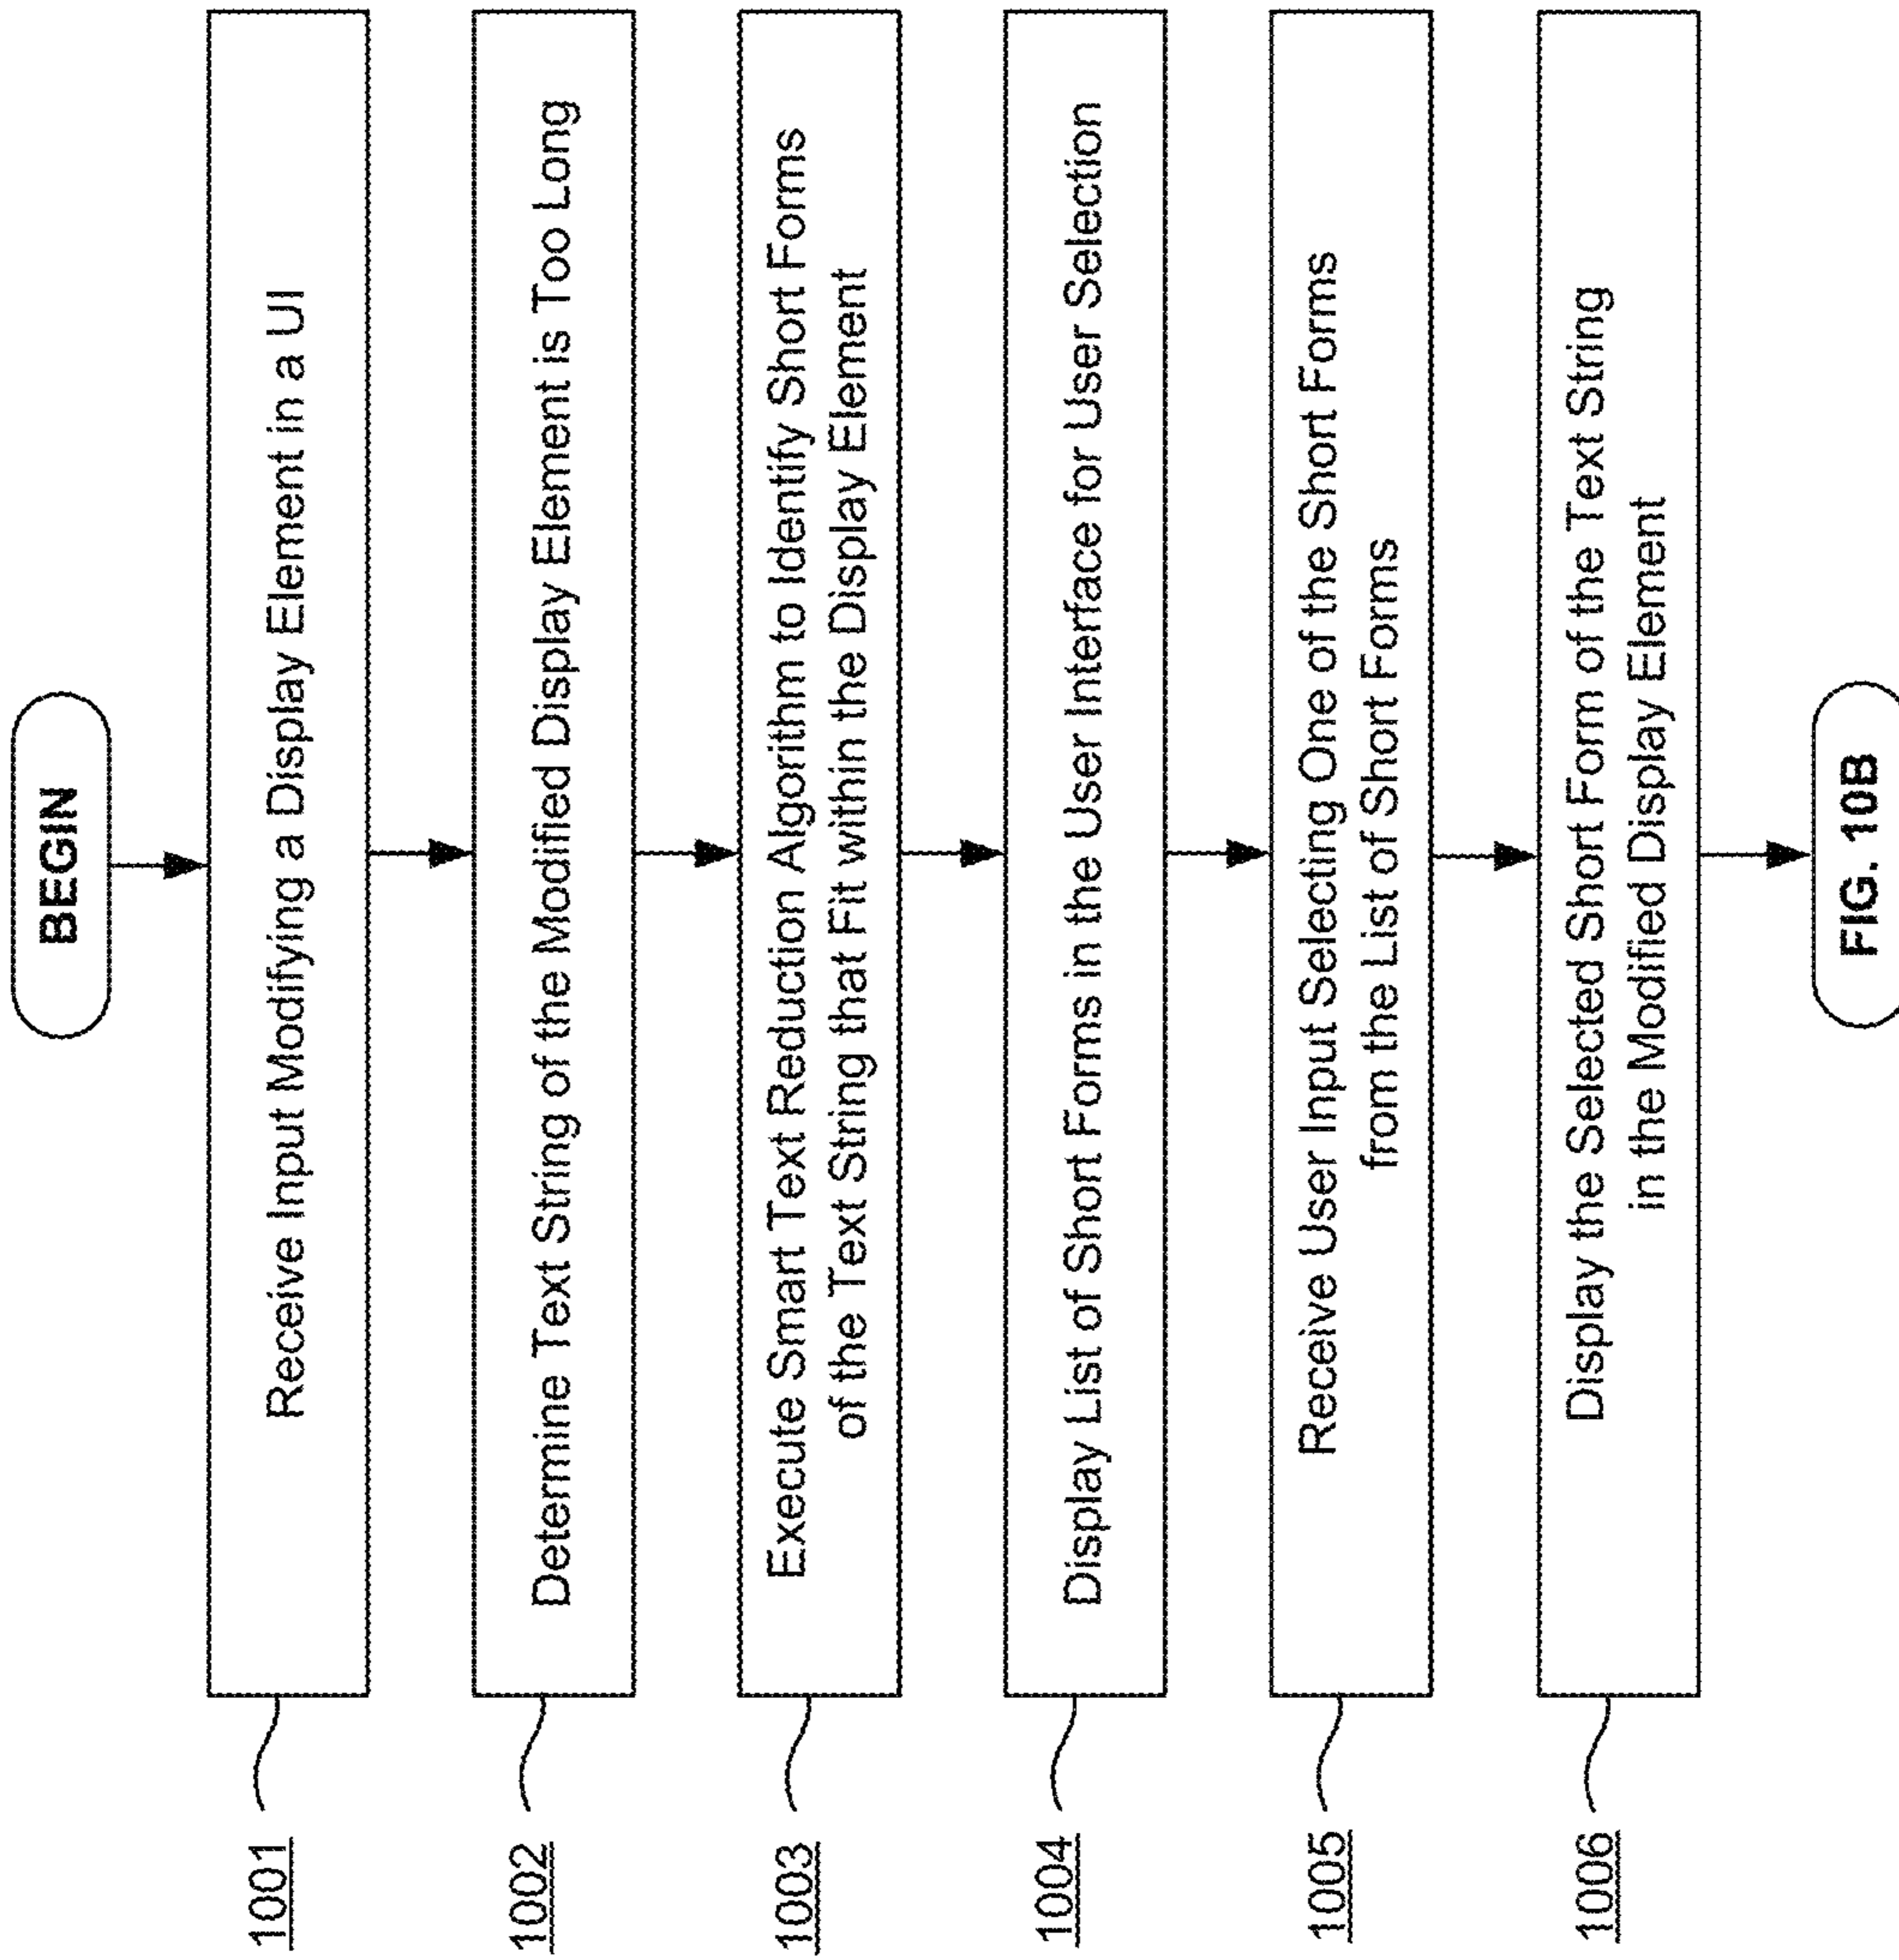 BEGIN
1001
Receive Input Modifying a Display Element in a UI
1002
Determine Text String of the Modified Display Element is Too Long
1003
Execute Smart Text Reduction Algorithm to Identify Short Forms
of the Text String that Fit within the Display Element
1004
Display List of Short Forms in the User Interface for User Selection
1005
Receive User Input Selecting One of the Short Forms
from the List of Short Forms
1006
Display the Selected Short Form of the Text String
in the Modified Display Element
FIG. 10B